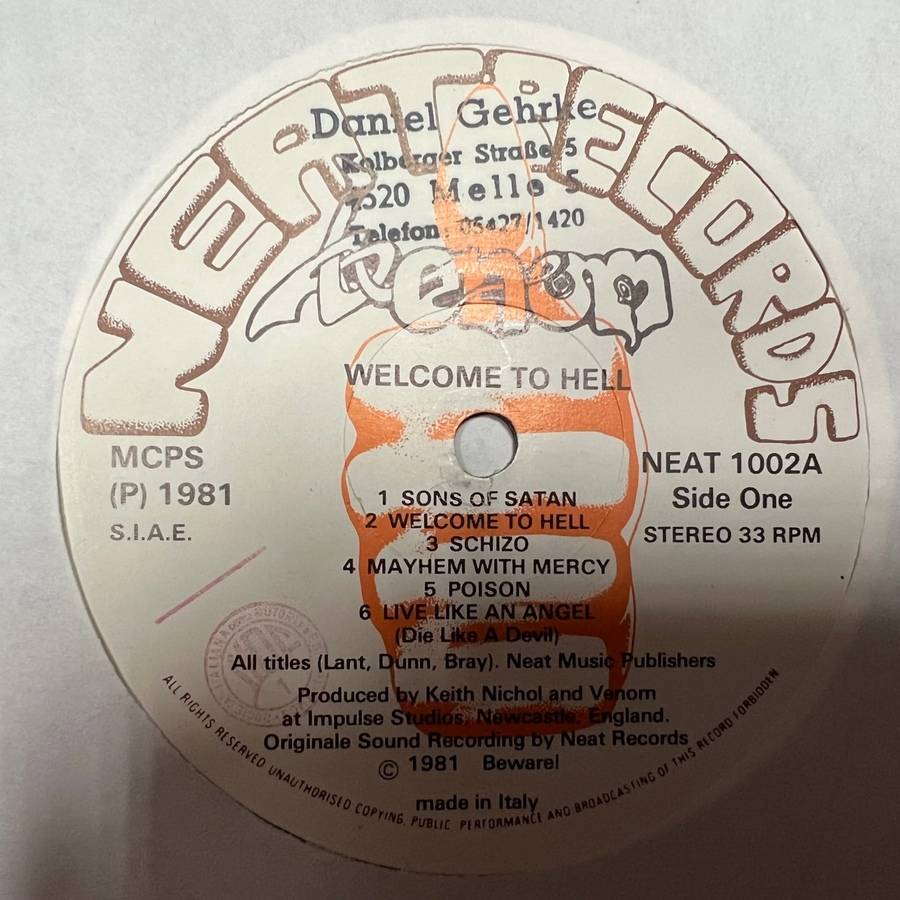 NEAT RECORDS
Daniel Gehrke
Kolberger Straße 5
4520 Melle 5
Telefon 05427/1420
Venom
WELCOME TO HELL
MCPS
(P) 1981
S.I.A.E.
NEAT 1002A
Side One
STEREO 33 RPM
1 SONS OF SATAN
2 WELCOME TO HELL
3 SCHIZO
4 MAYHEM WITH MERCY
5 POISON
6 LIVE LIKE AN ANGEL
(Die Like A Devil)
All titles (Lant, Dunn, Bray). Neat Music Publishers
Produced by Keith Nichol and Venom
at Impulse Studios, Newcastle, England.
Originale Sound Recording by Neat Records
© 1981 Bewarel
made in Italy
ALL RIGHTS RESERVED UNAUTHORISED COPYING, PUBLIC PERFORMANCE AND BROADCASTING OF THIS RECORD FORBIDDEN